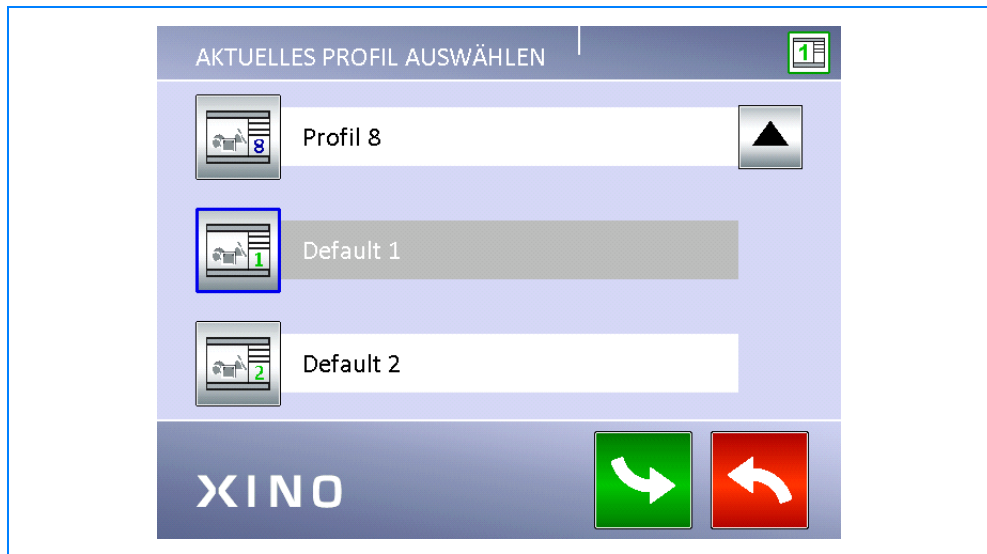 AKTUELLES PROFIL AUSWÄHLEN
1
8
Profil 8
1
Default 1
2
Default 2
XINO